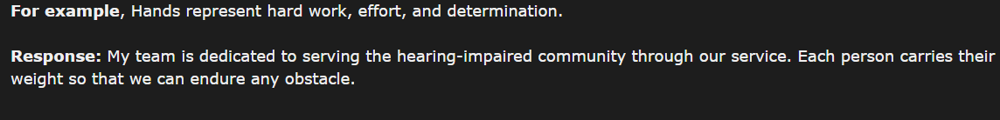 For example, Hands represent hard work, effort, and determination.
Response: My team is dedicated to serving the hearing-impaired community through our service. Each person carries their
weight so that we can endure any obstacle.